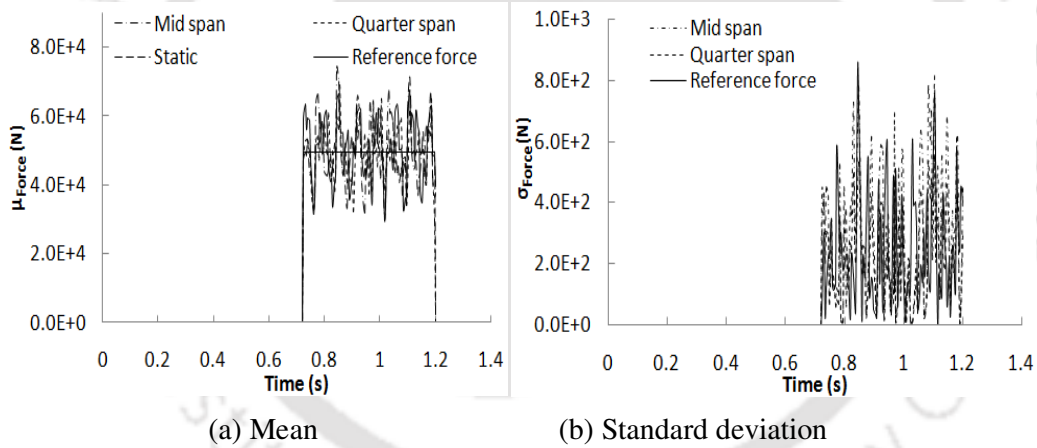 Mid span
Quarter span
Static
Reference force
8.0E+4
6.0E+4
4.0E+4
2.0E+4
0.0E+0
μForce (N)
0 0.2 0.4 0.6 0.8 1 1.2 1.4
Time (s)
(a) Mean
Mid span
Quarter span
Reference force
1.0E+3
8.0E+2
6.0E+2
4.0E+2
2.0E+2
0.0E+0
σForce (N)
0 0.2 0.4 0.6 0.8 1 1.2 1.4
Time (s)
(b) Standard deviation